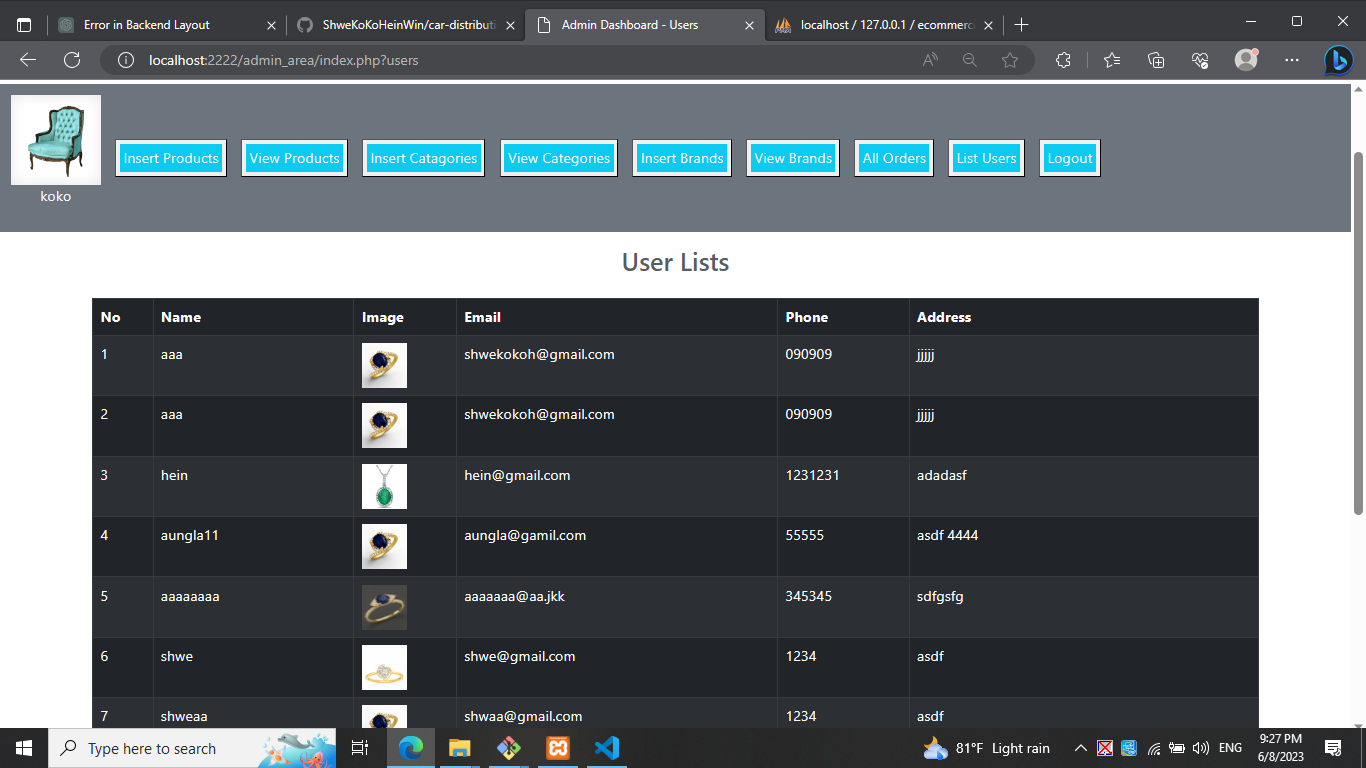 Error in Backend Layout
ShweKoKoHeinWin/car-distributi
Admin Dashboard - Users
localhost / 127.0.0.1 / ecommerc
localhost:2222/admin_area/index.php?users
koko
Insert Products
View Products
Insert Catagories
View Categories
Insert Brands
View Brands
All Orders
List Users
Logout
User Lists
No Name Image Email Phone Address
1 aaa shwekokoh@gmail.com 090909 jjjjj
2 aaa shwekokoh@gmail.com 090909 jjjjj
3 hein hein@gmail.com 1231231 adadasf
4 aungla11 aungla@gamil.com 55555 asdf 4444
5 aaaaaaaa aaaaaaa@aa.jkk 345345 sdfgsfg
6 shwe shwe@gmail.com 1234 asdf
7 shweaa shwaa@gmail.com 1234 asdf
Type here to search
81°F Light rain
ENG
9:27 PM
6/8/2023